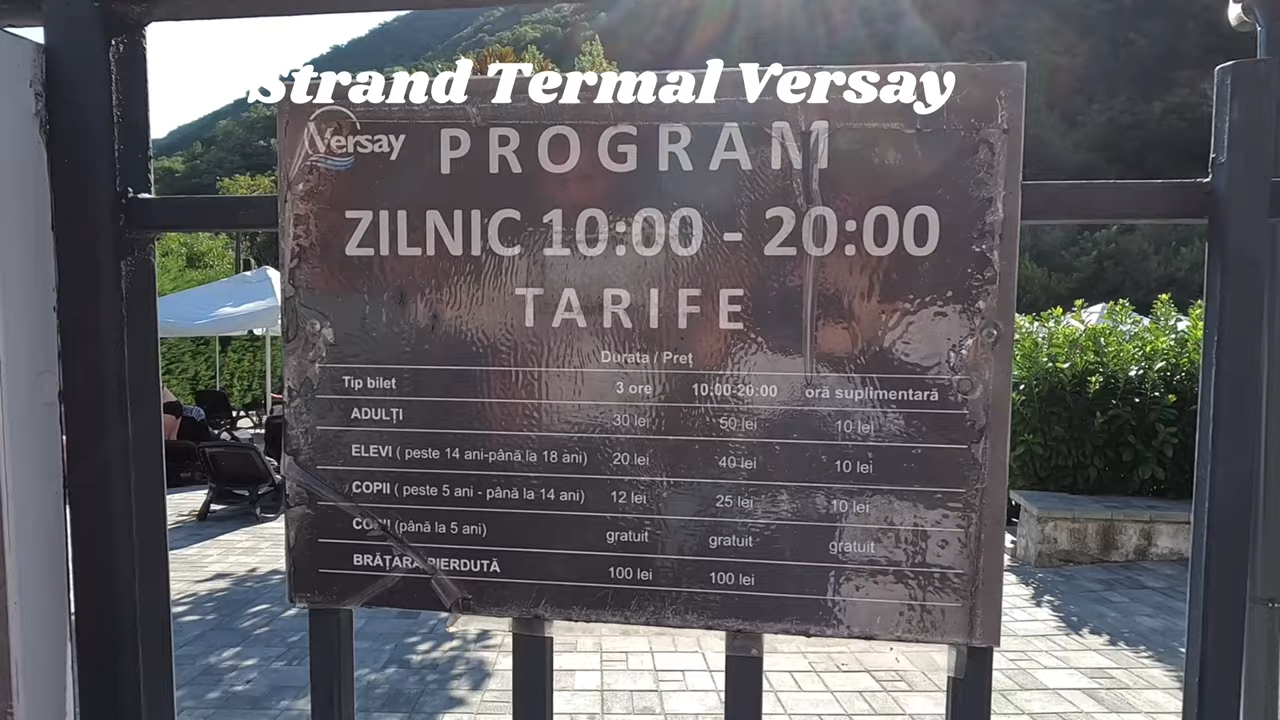 Strand Termal Versay
Versay
PROGRAM
ZILNIC 10:00 - 20:00
TARIFE
Durata / Preț
Tip bilet 3 ore 10:00-20:00 oră suplimentară
ADULȚI 30 lei 50 lei 10 lei
ELEVI ( peste 14 ani-până la 18 ani) 20 lei 40 lei 10 lei
COPII ( peste 5 ani - până la 14 ani) 12 lei 25 lei 10 lei
COPII (până la 5 ani) gratuit gratuit gratuit
BRĂȚARA PIERDUTĂ 100 lei 100 lei